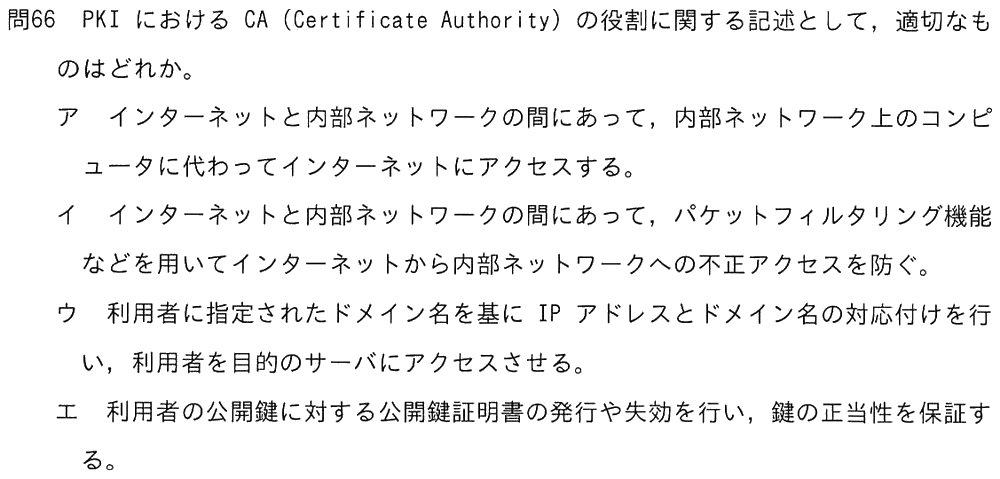 問66 PKI における CA (Certificate Authority) の役割に関する記述として，適切なも
のはどれか。
ア インターネットと内部ネットワークの間にあって，内部ネットワーク上のコンピ
ュータに代わってインターネットにアクセスする。
イ インターネットと内部ネットワークの間にあって，パケットフィルタリング機能
などを用いてインターネットから内部ネットワークへの不正アクセスを防ぐ。
ウ 利用者に指定されたドメイン名を基に IP アドレスとドメイン名の対応付けを行
い，利用者を目的のサーバにアクセスさせる。
エ 利用者の公開鍵に対する公開鍵証明書の発行や失効を行い，鍵の正当性を保証す
る。